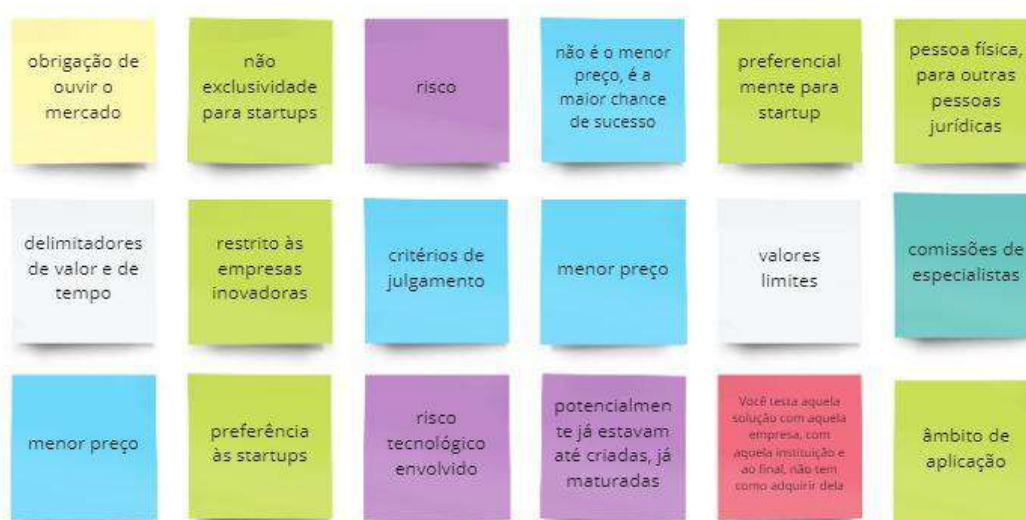 obrigação de
ouvir o
mercado
não
exclusividade
para startups
risco
não é o menor
preço, é a
maior chance
de sucesso
preferencial
mente para
startup
pessoa física,
para outras
pessoas
jurídicas
delimitadores
de valor e de
tempo
restrito às
empresas
inovadoras
critérios de
julgamento
menor preço
valores
limites
comissões de
especialistas
menor preço
preferência
às startups
risco
tecnológico
envolvido
potencialmen
te já estavam
até criadas, já
maturadas
Você testa aquela
solução com aquela
empresa, com
aquela instituição e
ao final, não tem
como adquirir dela
âmbito de
aplicação